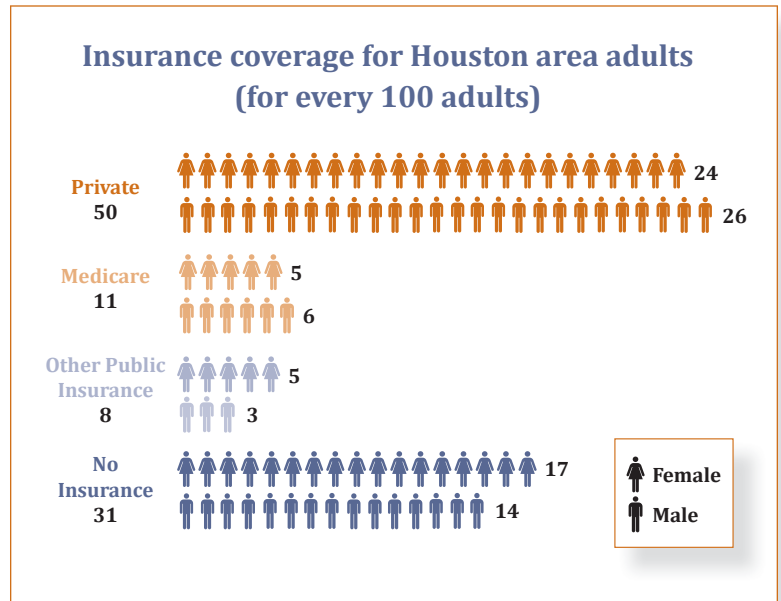 Insurance coverage for Houston area adults
(for every 100 adults)
Private
50
24
26
Medicare
11
5
6
Other Public
Insurance
8
5
3
No
Insurance
31
17
14
Female
Male